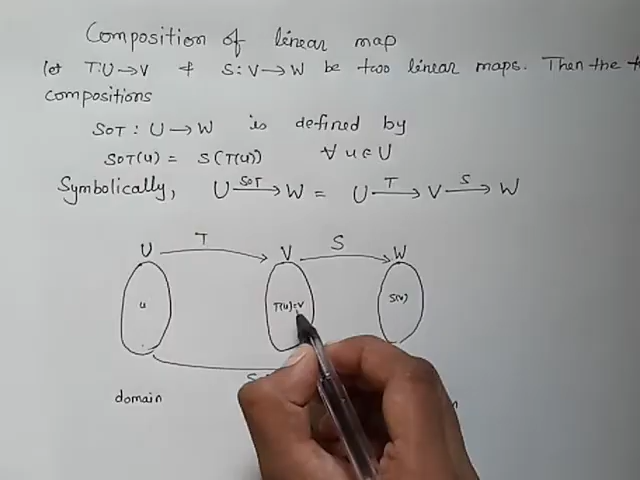 Composition of linear map
let T:U→V & S:V→W be two linear maps. Then the
compositions
SoT : U → W is defined by
SoT(u) = S(T(u)) ∀ u∈U
Symbolically, U —SoT→ W = U —T→ V —S→ W
U T V S W
u T(u)=v S(v)
domain